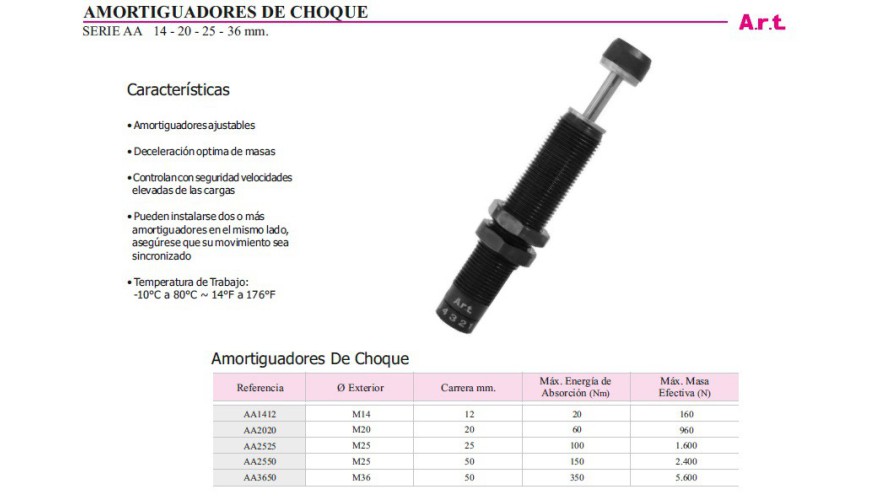 AMORTIGUADORES DE CHOQUE
SERIE AA 14 - 20 - 25 - 36 mm.
A.r.t.
Características
• Amortiguadores ajustables
• Deceleración optima de masas
• Controlan con seguridad velocidades
elevadas de las cargas
• Pueden instalarse dos o más
amortiguadores en el mismo lado,
asegúrese que su movimiento sea
sincronizado
• Temperatura de Trabajo:
-10°C a 80°C ~ 14°F a 176°F
A.r.t.
4 3 2 1
Amortiguadores De Choque
Referencia Ø Exterior Carrera mm. Máx. Energía de Absorción (Nm) Máx. Masa Efectiva (N)
AA1412 M14 12 20 160
AA2020 M20 20 60 960
AA2525 M25 25 100 1.600
AA2550 M25 50 150 2.400
AA3650 M36 50 350 5.600